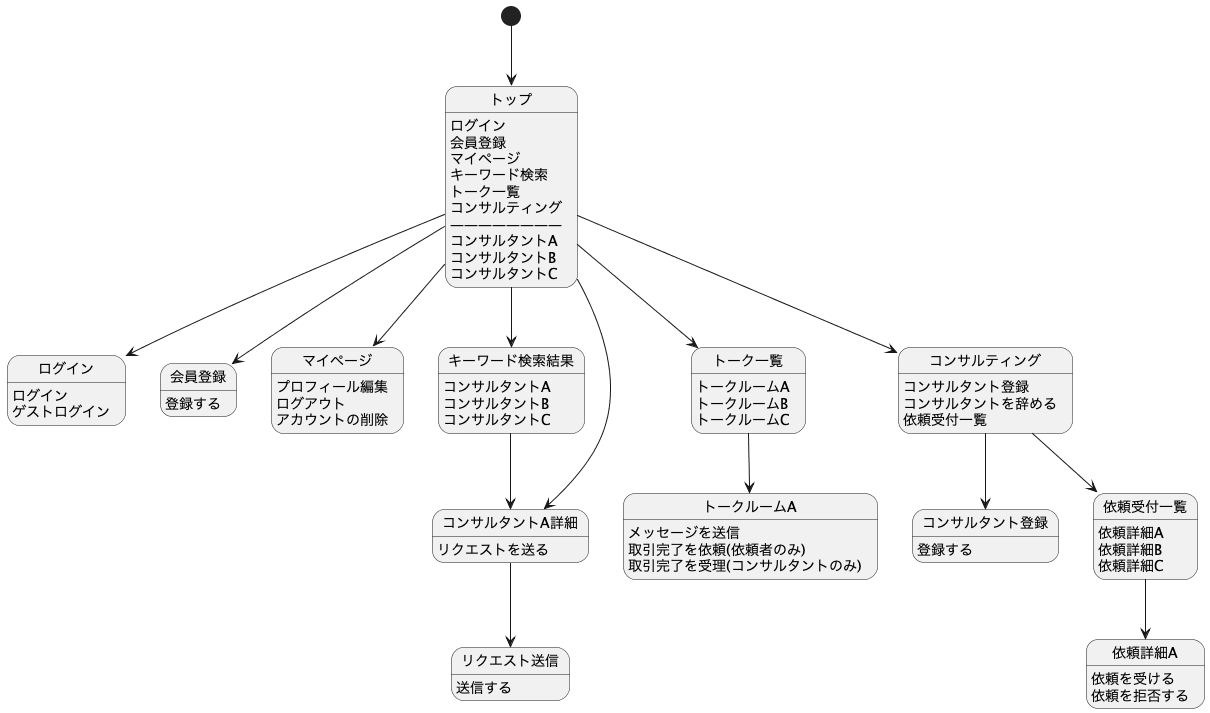 トップ
ログイン
会員登録
マイページ
キーワード検索
トーク一覧
コンサルティング
————————
コンサルタントA
コンサルタントB
コンサルタントC
ログイン
ログイン
ゲストログイン
会員登録
登録する
マイページ
プロフィール編集
ログアウト
アカウントの削除
キーワード検索結果
コンサルタントA
コンサルタントB
コンサルタントC
トーク一覧
トークルームA
トークルームB
トークルームC
コンサルティング
コンサルタント登録
コンサルタントを辞める
依頼受付一覧
コンサルタントA詳細
リクエストを送る
トークルームA
メッセージを送信
取引完了を依頼(依頼者のみ)
取引完了を受理(コンサルタントのみ)
コンサルタント登録
登録する
依頼受付一覧
依頼詳細A
依頼詳細B
依頼詳細C
リクエスト送信
送信する
依頼詳細A
依頼を受ける
依頼を拒否する